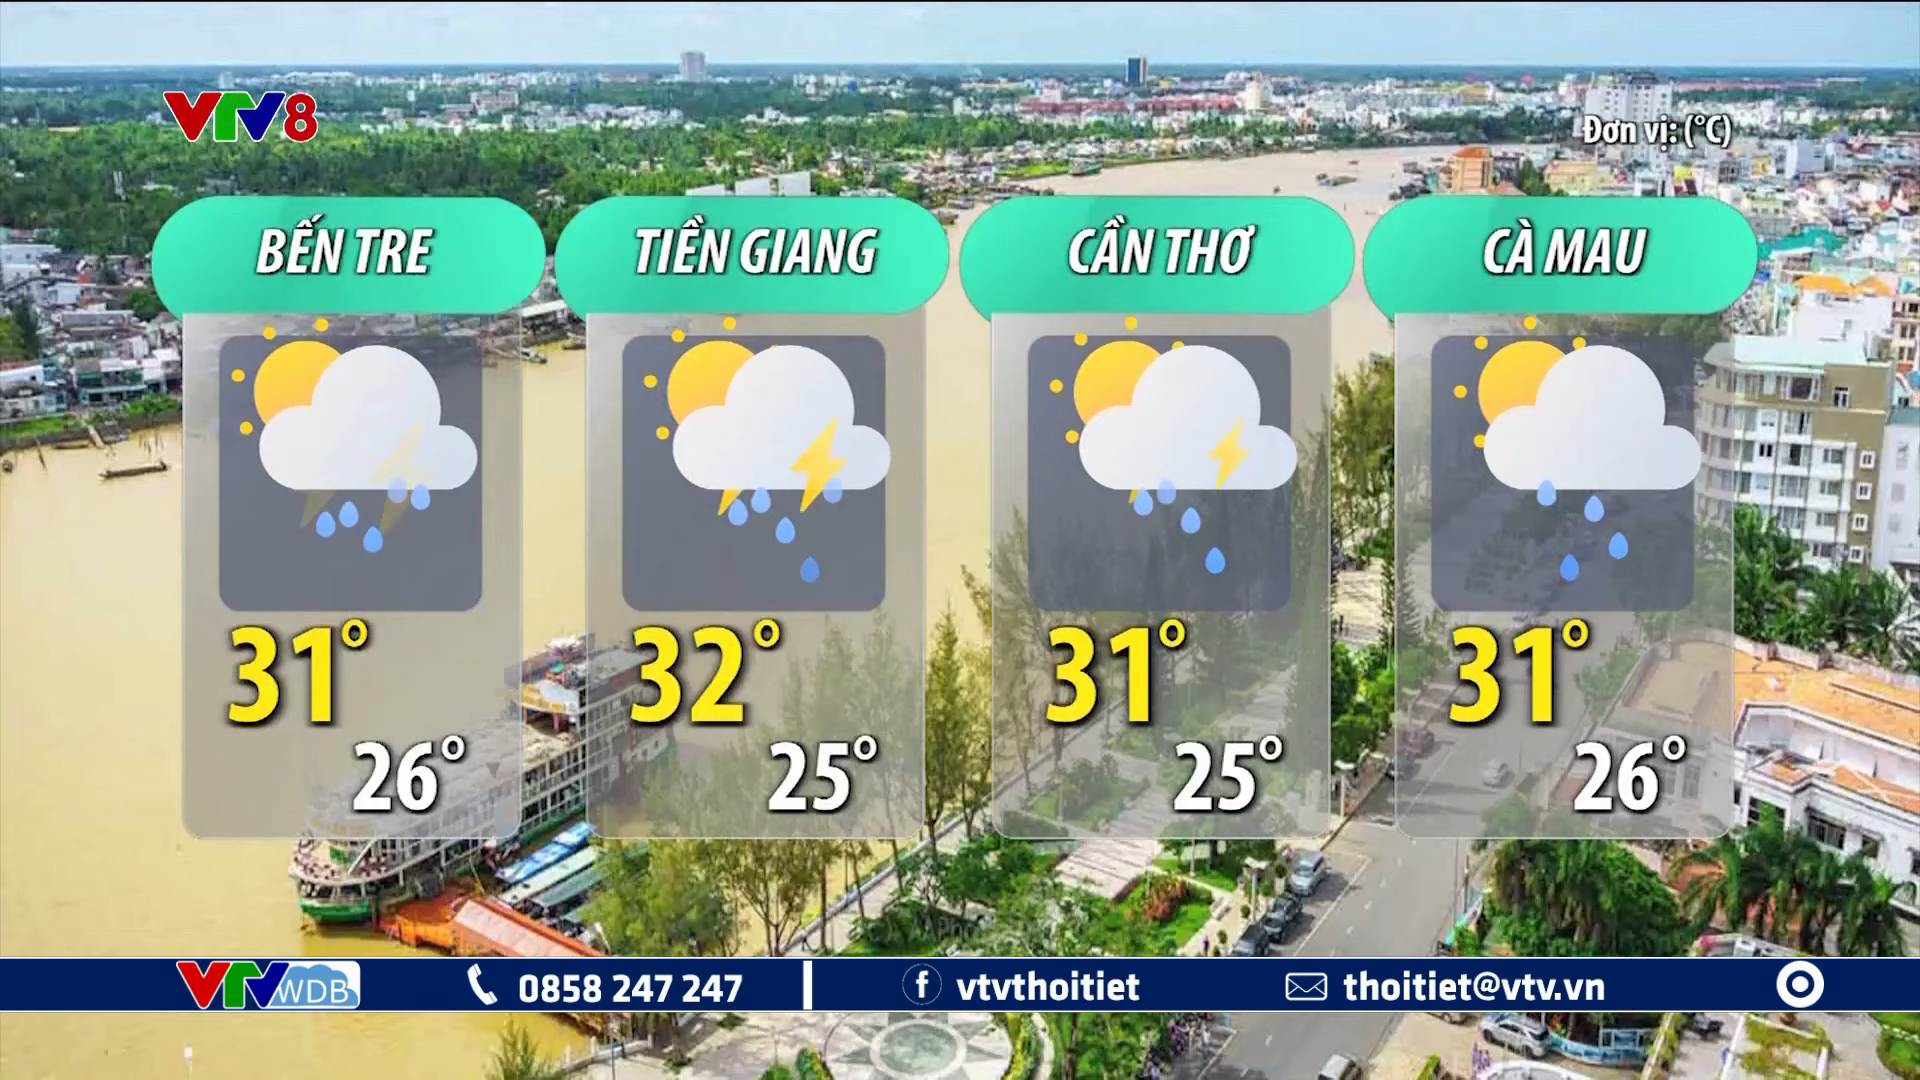 VTV8
Đơn vị: (°C)
BẾN TRE
TIỀN GIANG
CẦN THƠ
CÀ MAU
31°
26°
32°
25°
31°
25°
31°
26°
VTV WDB
0858 247 247
vtvthoitiet
thoitiet@vtv.vn